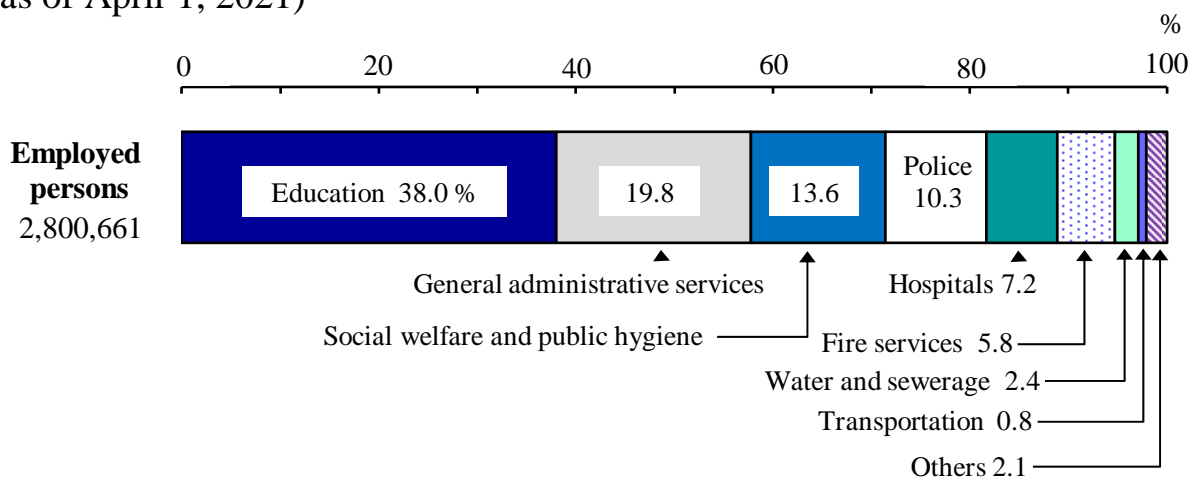 as of April 1, 2021)
%
0 20 40 60 80 100
Employed
persons
2,800,661
Education 38.0 %
19.8
13.6
Police
10.3
General administrative services
Hospitals 7.2
Social welfare and public hygiene
Fire services 5.8
Water and sewerage 2.4
Transportation 0.8
Others 2.1